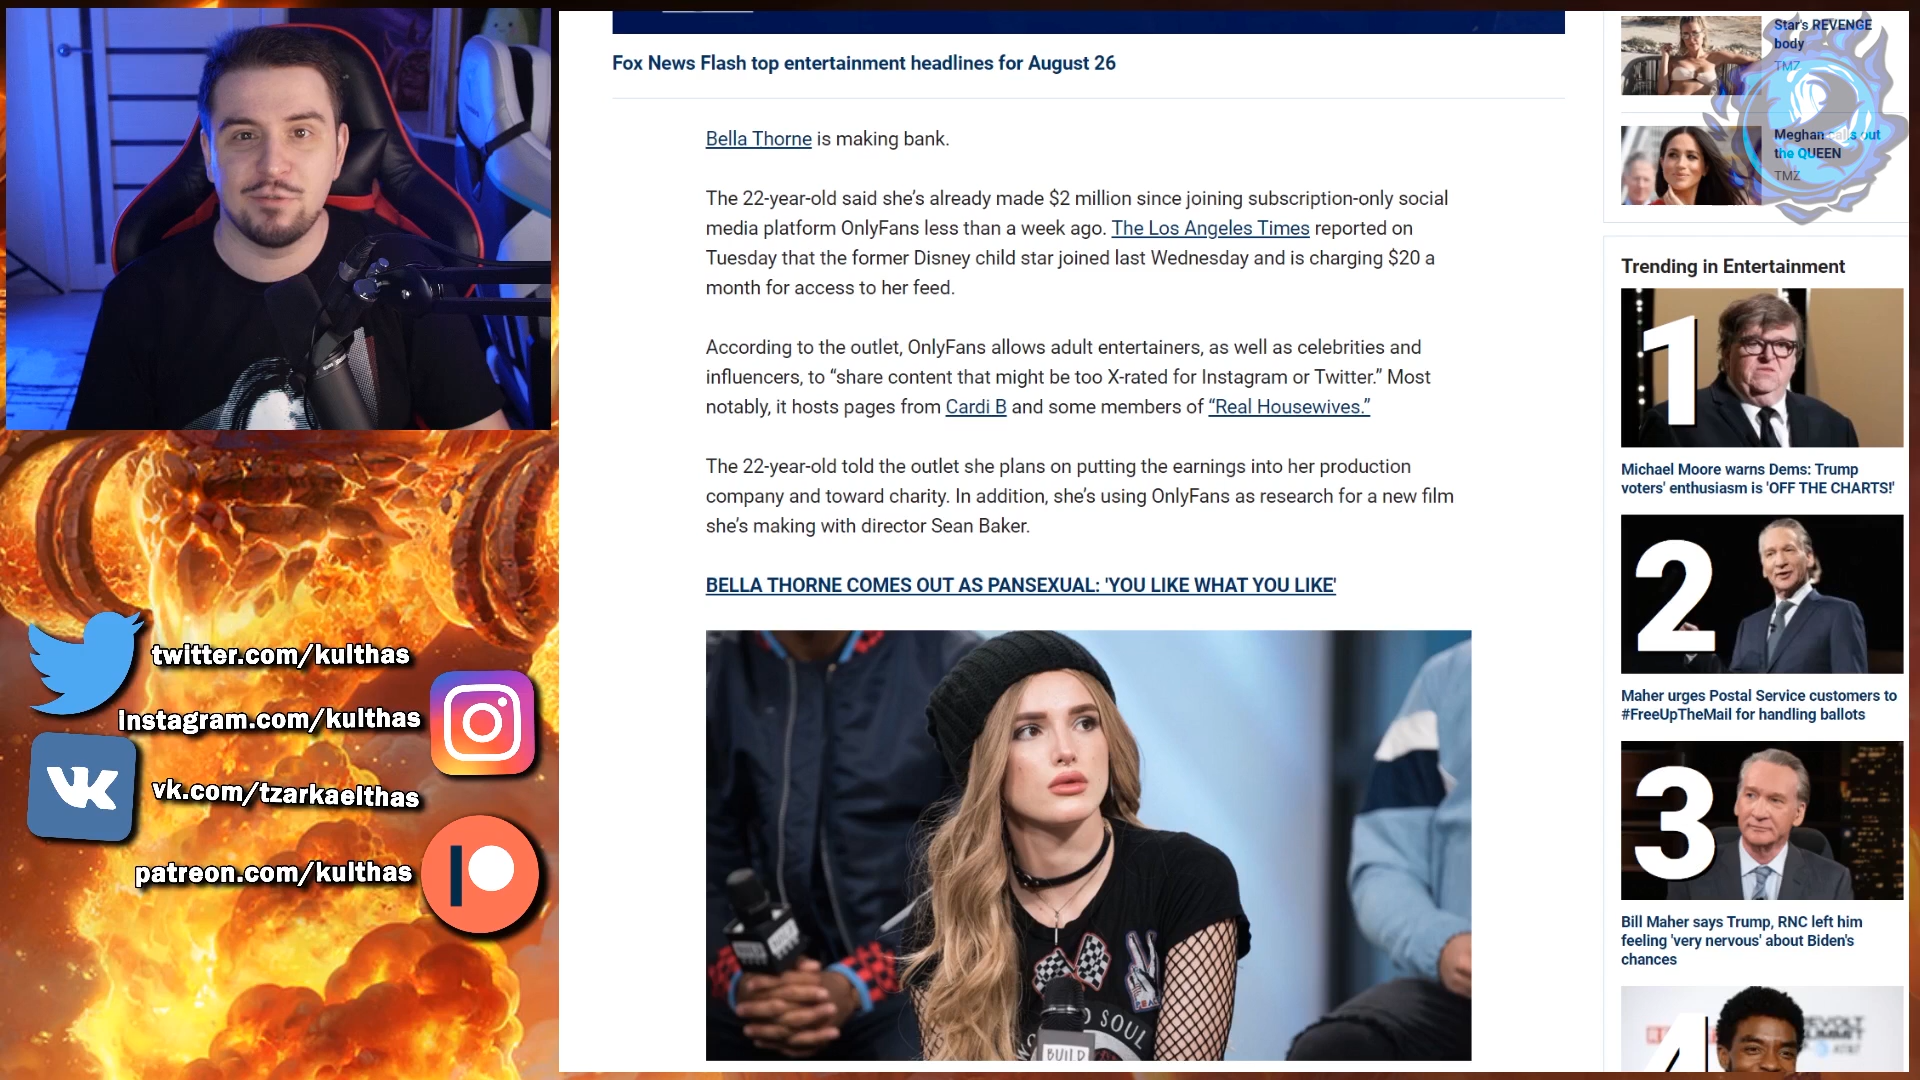 Fox News Flash top entertainment headlines for August 26
Bella Thorne is making bank.
The 22-year-old said she’s already made $2 million since joining subscription-only social
media platform OnlyFans less than a week ago. The Los Angeles Times reported on
Tuesday that the former Disney child star joined last Wednesday and is charging $20 a
month for access to her feed.
According to the outlet, OnlyFans allows adult entertainers, as well as celebrities and
influencers, to “share content that might be too X-rated for Instagram or Twitter.” Most
notably, it hosts pages from Cardi B and some members of “Real Housewives.”
The 22-year-old told the outlet she plans on putting the earnings into her production
company and toward charity. In addition, she’s using OnlyFans as research for a new film
she’s making with director Sean Baker.
BELLA THORNE COMES OUT AS PANSEXUAL: 'YOU LIKE WHAT YOU LIKE'
SOUL
BUILD
Star's REVENGE
body
TMZ
Meghan calls out
the QUEEN
TMZ
Trending in Entertainment
1
Michael Moore warns Dems: Trump
voters' enthusiasm is 'OFF THE CHARTS!'
2
Maher urges Postal Service customers to
#FreeUpTheMail for handling ballots
3
Bill Maher says Trump, RNC left him
feeling 'very nervous' about Biden's
chances
4
REVOLT
SUMMIT
AT&T
twitter.com/kulthas
instagram.com/kulthas
vk.com/tzarkaelthas
patreon.com/kulthas